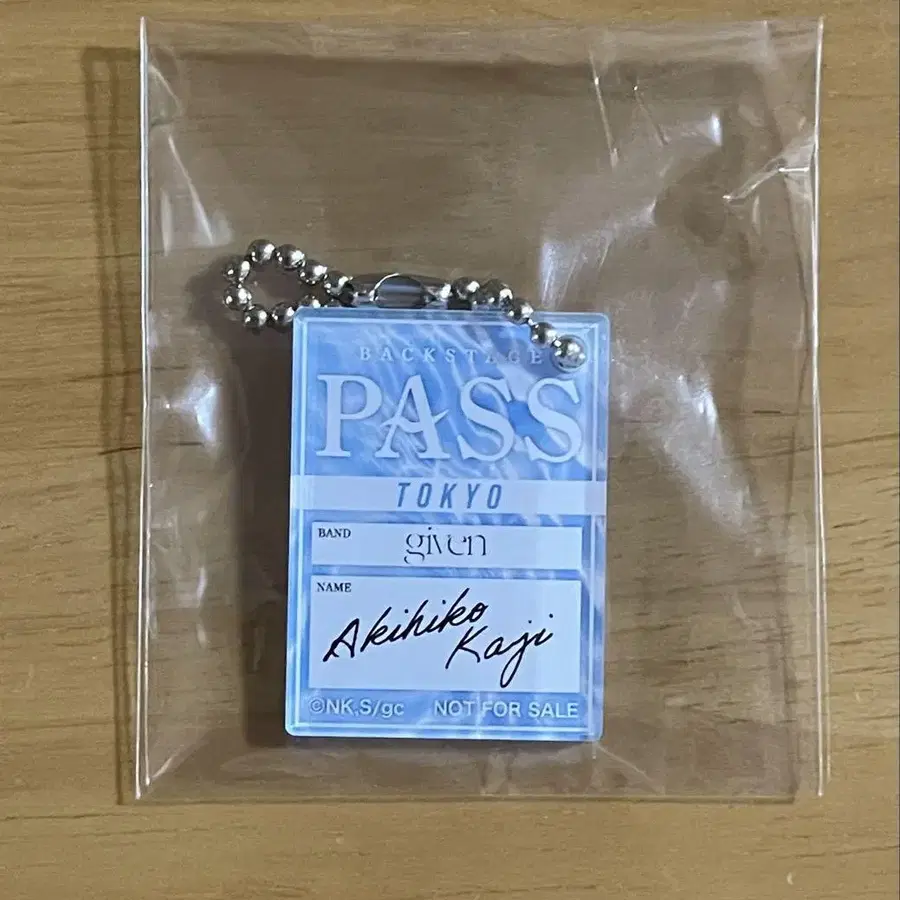 BACKSTAGE
PASS
TOKYO
BAND
given
NAME
Akihiko
Kaji
©NK.S/gc NOT FOR SALE